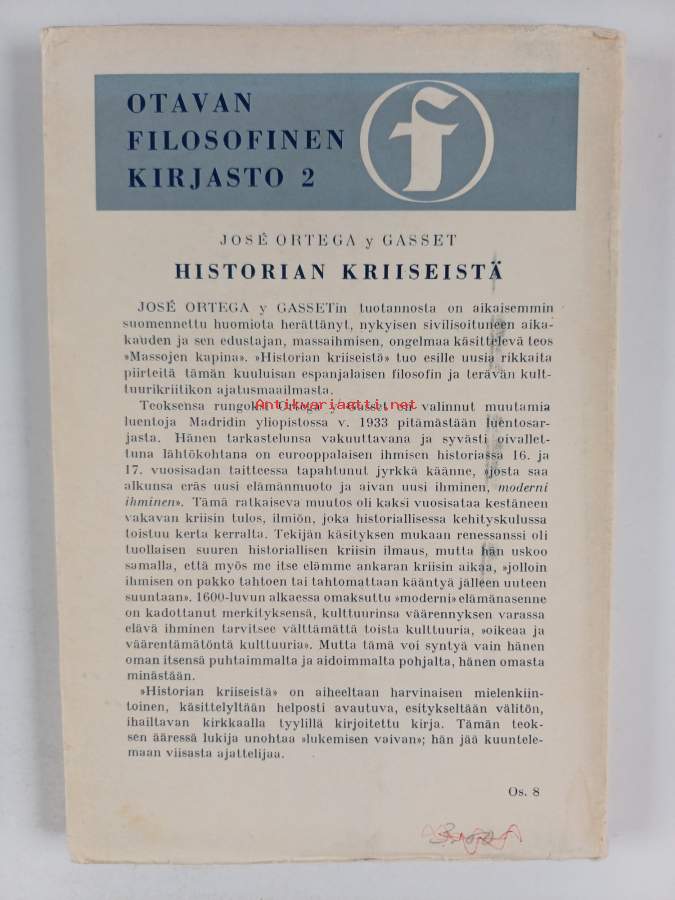 OTAVAN
FILOSOFINEN
KIRJASTO 2
f
JOSÉ ORTEGA y GASSET
HISTORIAN KRIISEISTÄ
JOSÉ ORTEGA y GASSETin tuotannosta on aikaisemmin
suomennettu huomiota herättänyt, nykyisen sivilisoituneen aika-
kauden ja sen edustajan, massaihmisen, ongelmaa käsittelevä teos
»Massojen kapina». »Historian kriiseistä» tuo esille uusia rikkaita
piirteitä tämän kuuluisan espanjalaisen filosofin ja terävän kult-
tuurikriitikon ajatusmaailmasta.
Antikvariaatti.net
Teoksensa rungoksi Ortega y Gasset on valinnut muutamia
luentoja Madridin yliopistossa v. 1933 pitämästään luentosar-
jasta. Hänen tarkastelunsa vakuuttavana ja syvästi oivallet-
tuna lähtökohtana on eurooppalaisen ihmisen historiassa 16. ja
17. vuosisadan taitteessa tapahtunut jyrkkä käänne, »josta saa
alkunsa eräs uusi elämänmuoto ja aivan uusi ihminen, moderni
ihminen». Tämä ratkaiseva muutos oli kaksi vuosisataa kestäneen
vakavan kriisin tulos, ilmiön, joka historiallisessa kehityskulussa
toistuu kerta kerralta. Tekijän käsityksen mukaan renessanssi oli
tuollaisen suuren historiallisen kriisin ilmaus, mutta hän uskoo
samalla, että myös me itse elämme ankaran kriisin aikaa, »jolloin
ihmisen on pakko tahtoen tai tahtomattaan kääntyä jälleen uuteen
suuntaan». 1600-luvun alkaessa omaksuttu »moderni» elämänasenne
on kadottanut merkityksensä, kulttuurinsa väärennyksen varassa
elävä ihminen tarvitsee välttämättä toista kulttuuria, »oikeaa ja
väärentämätöntä kulttuuria». Mutta tämä voi syntyä vain hänen
oman itsensä puhtaimmalta ja aidoimmalta pohjalta, hänen omasta
minästään.
»Historian kriiseistä» on aiheeltaan harvinaisen mielenkiin-
toinen, käsittelyltään helposti avautuva, esitykseltään välitön,
ihailtavan kirkkaalla tyylillä kirjoitettu kirja. Tämän teok-
sen ääressä lukija unohtaa »lukemisen vaivan»; hän jää kuuntele-
maan viisasta ajattelijaa.
Os. 8